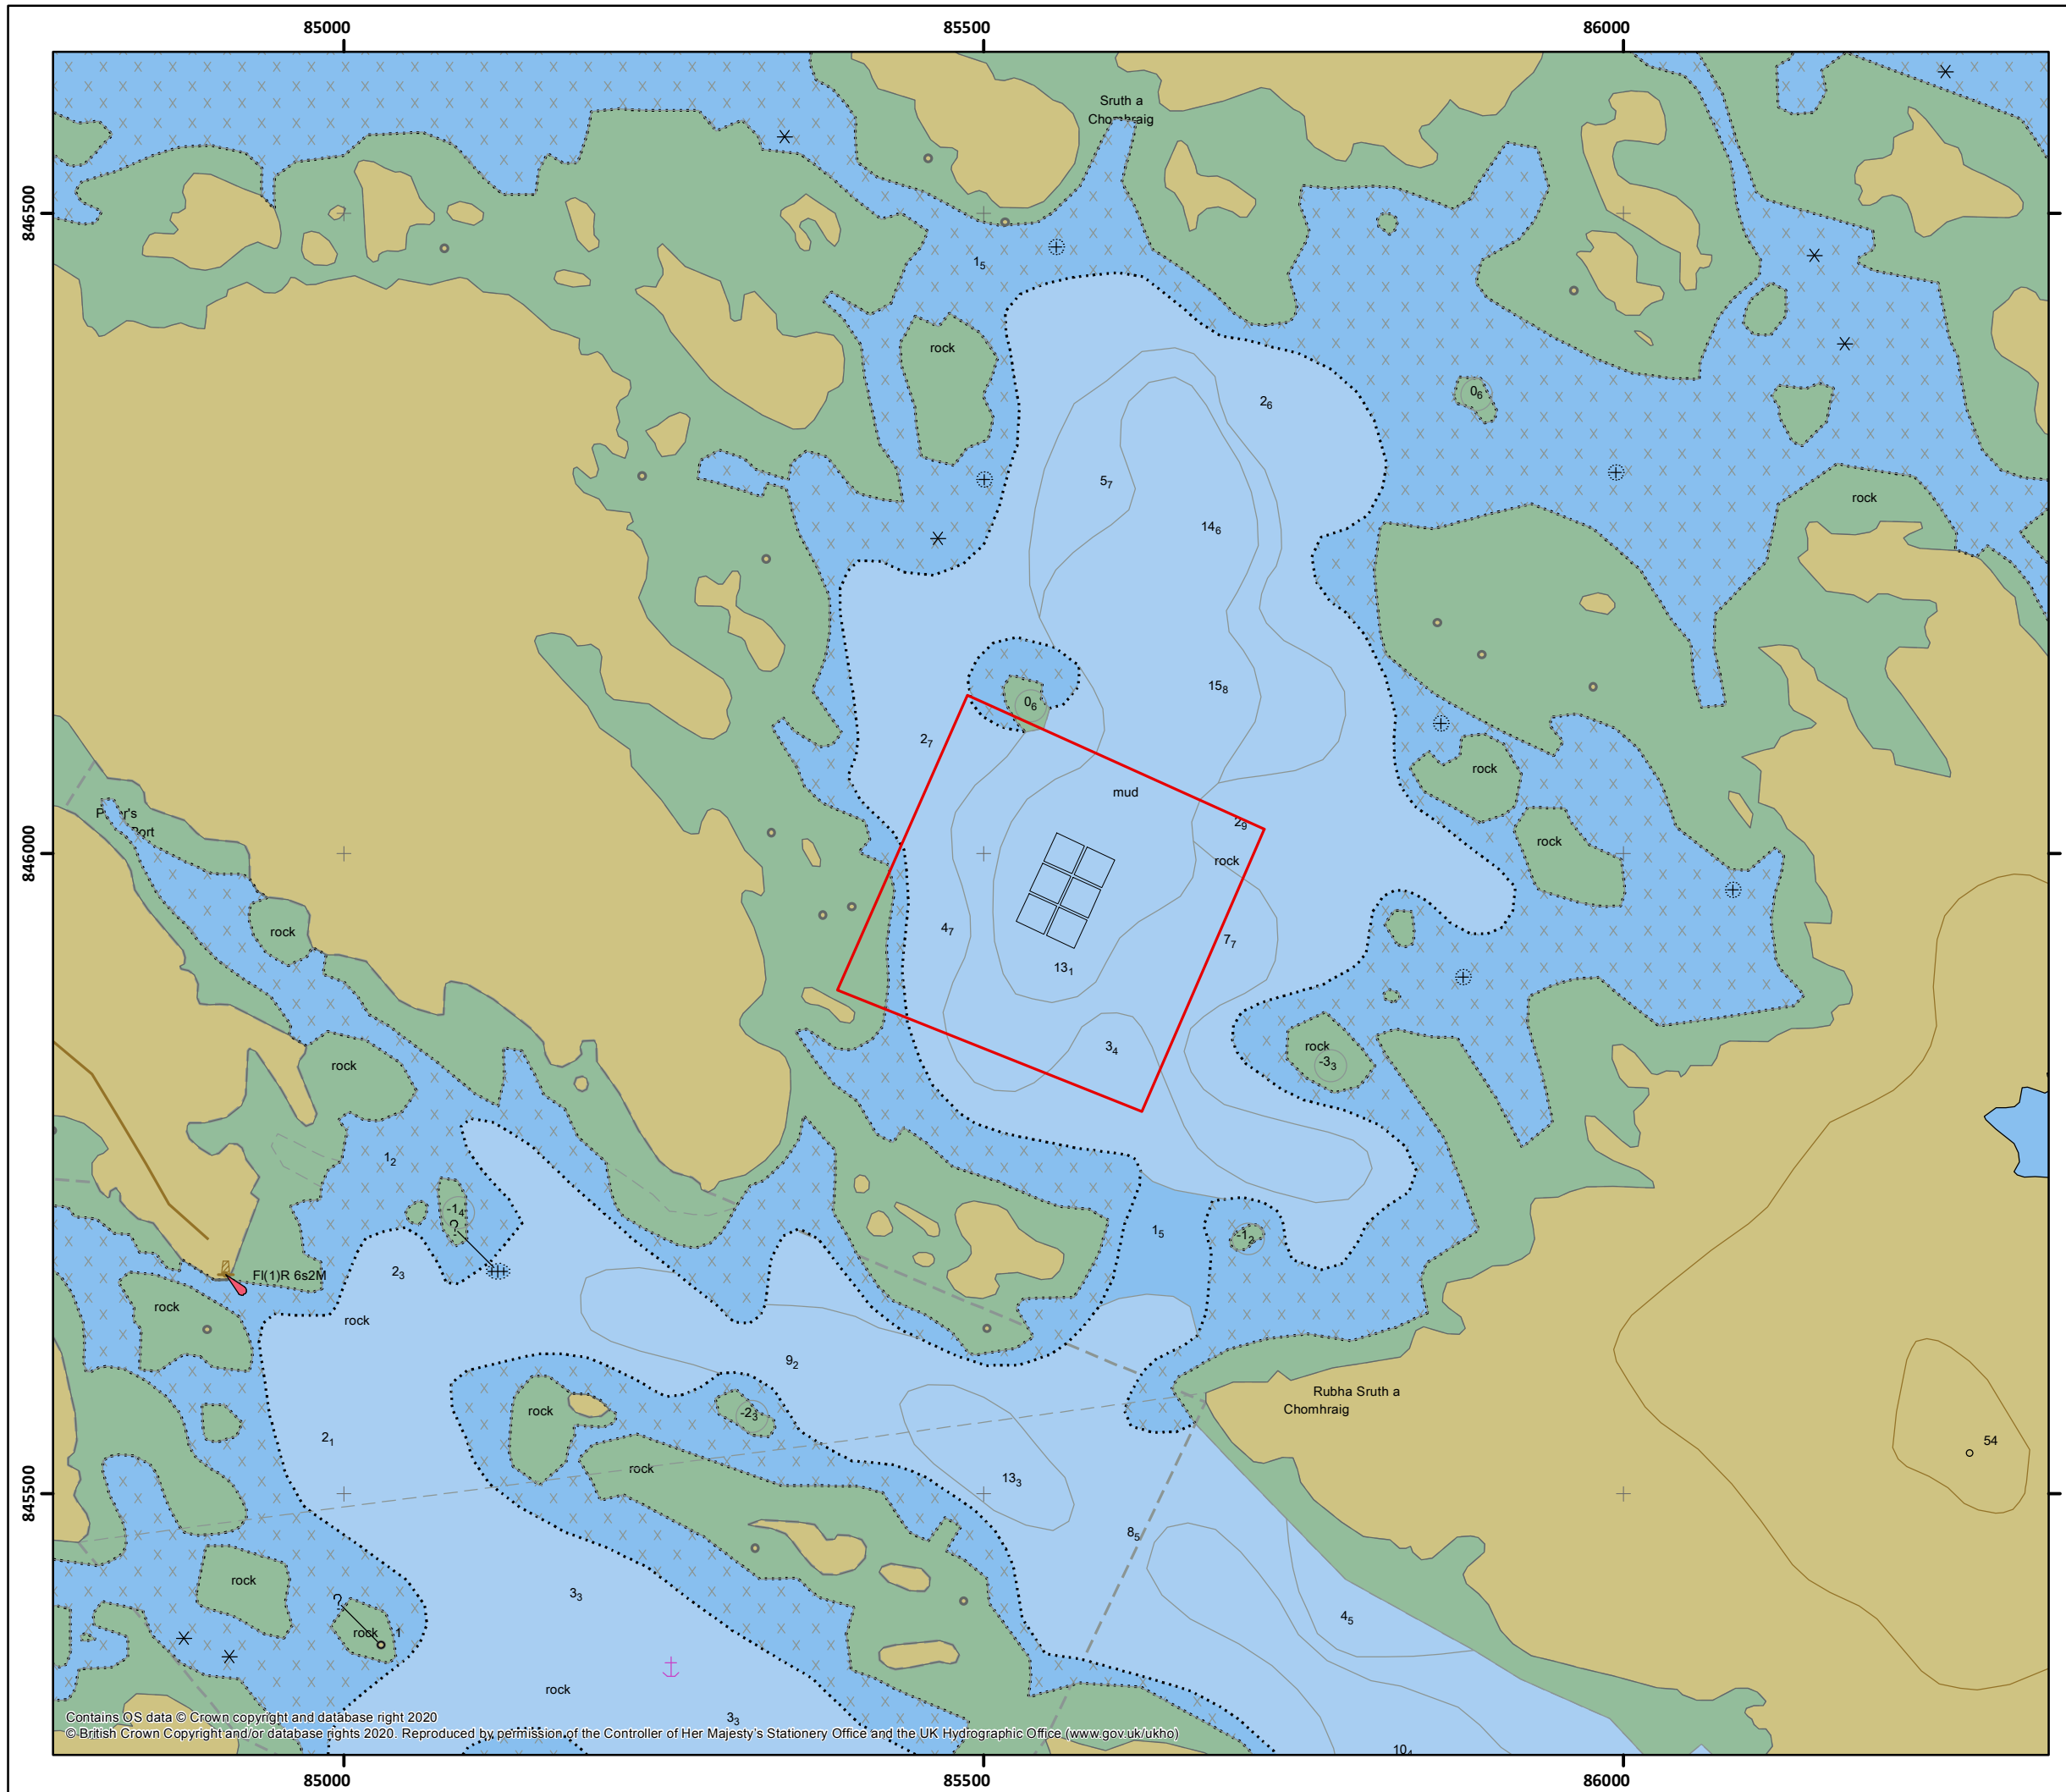 85000 85500 86000
Sruth a
Chomhraig
846500
1₅
rock
2₆
0₆
5₇
rock
14₆
15₈
0₆
2₇
rock
mud
Port
2₉
846000
rock
rock
rock
4₇
7₇
13₁
rock
3₄
rock
-3₃
1₂
-1₄
?
1₅
-1₂
2₃
Fl(1)R 6s2M
rock
rock
9₂
Rubha Sruth a
Chomhraig
rock
-2₃
2₁
54
rock
13₃
845500
8₅
rock
3₃
?
4₅
rock
1
rock
3₃
Contains OS data © Crown copyright and database right 2020
© British Crown Copyright and/or database rights 2020. Reproduced by permission of the Controller of Her Majesty's Stationery Office and the UK Hydrographic Office (www.gov.uk/ukho)
85000 85500 86000